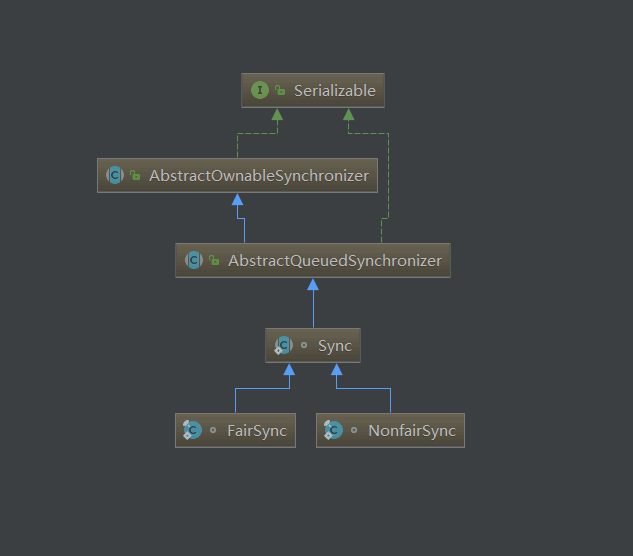 I Serializable
C AbstractOwnableSynchronizer
C AbstractQueuedSynchronizer
C Sync
C FairSync
C NonfairSync